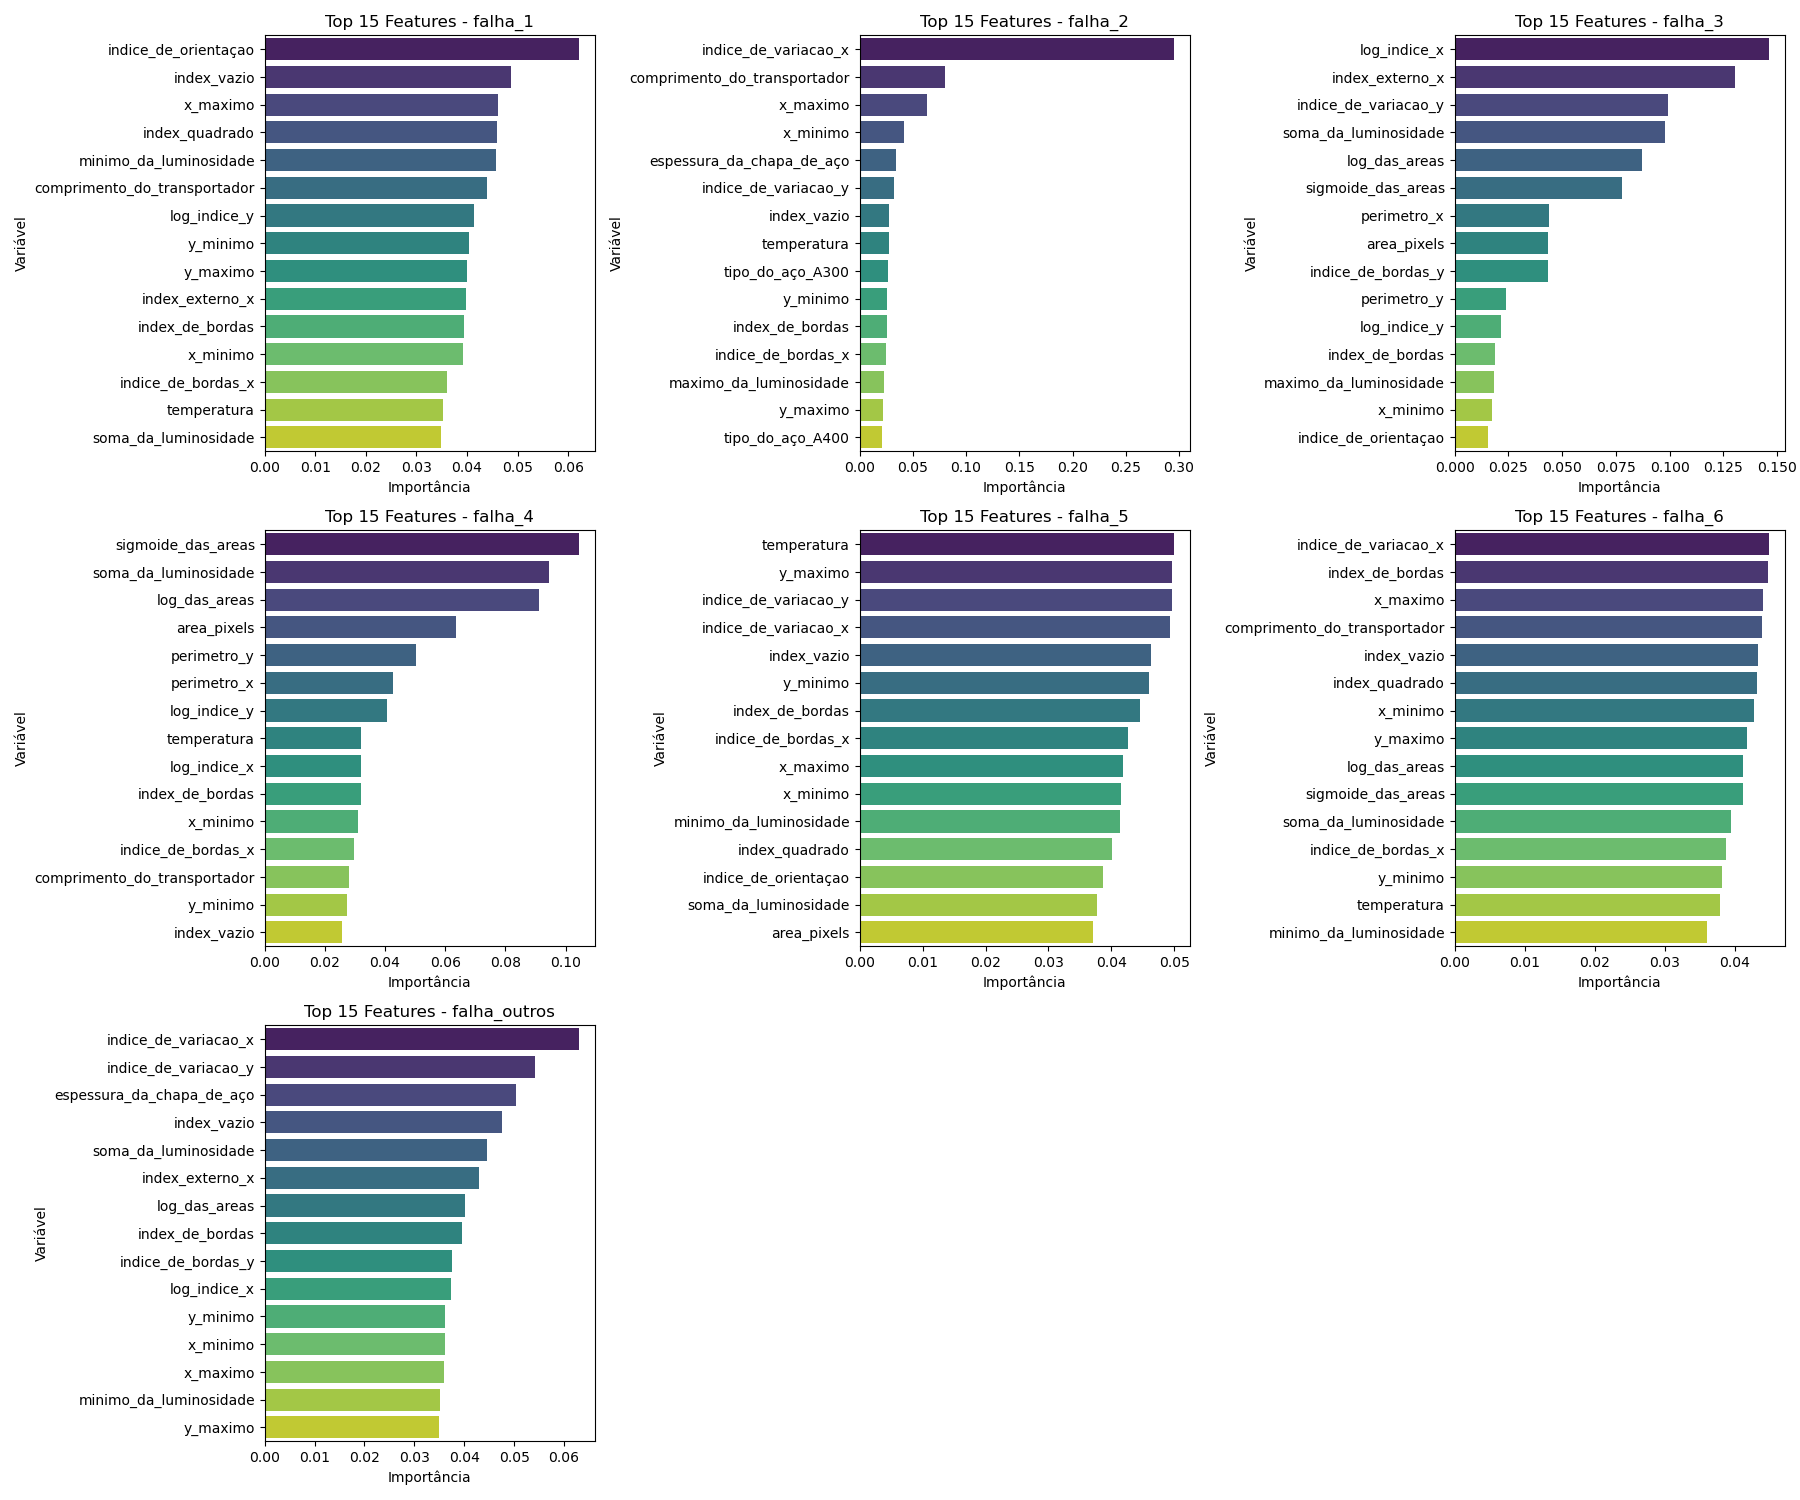 Top 15 Features - falha_1
Variável
indice_de_orientaçao
index_vazio
x_maximo
index_quadrado
minimo_da_luminosidade
comprimento_do_transportador
log_indice_y
y_minimo
y_maximo
index_externo_x
index_de_bordas
x_minimo
indice_de_bordas_x
temperatura
soma_da_luminosidade
0.00 0.01 0.02 0.03 0.04 0.05 0.06
Importância
Top 15 Features - falha_2
Variável
indice_de_variacao_x
comprimento_do_transportador
x_maximo
x_minimo
espessura_da_chapa_de_aço
indice_de_variacao_y
index_vazio
temperatura
tipo_do_aço_A300
y_minimo
index_de_bordas
indice_de_bordas_x
maximo_da_luminosidade
y_maximo
tipo_do_aço_A400
0.00 0.05 0.10 0.15 0.20 0.25 0.30
Importância
Top 15 Features - falha_3
Variável
log_indice_x
index_externo_x
indice_de_variacao_y
soma_da_luminosidade
log_das_areas
sigmoide_das_areas
perimetro_x
area_pixels
indice_de_bordas_y
perimetro_y
log_indice_y
index_de_bordas
maximo_da_luminosidade
x_minimo
indice_de_orientaçao
0.000 0.025 0.050 0.075 0.100 0.125 0.150
Importância
Top 15 Features - falha_4
Variável
sigmoide_das_areas
soma_da_luminosidade
log_das_areas
area_pixels
perimetro_y
perimetro_x
log_indice_y
temperatura
log_indice_x
index_de_bordas
x_minimo
indice_de_bordas_x
comprimento_do_transportador
y_minimo
index_vazio
0.00 0.02 0.04 0.06 0.08 0.10
Importância
Top 15 Features - falha_5
Variável
temperatura
y_maximo
indice_de_variacao_y
indice_de_variacao_x
index_vazio
y_minimo
index_de_bordas
indice_de_bordas_x
x_maximo
x_minimo
minimo_da_luminosidade
index_quadrado
indice_de_orientaçao
soma_da_luminosidade
area_pixels
0.00 0.01 0.02 0.03 0.04 0.05
Importância
Top 15 Features - falha_6
Variável
indice_de_variacao_x
index_de_bordas
x_maximo
comprimento_do_transportador
index_vazio
index_quadrado
x_minimo
y_maximo
log_das_areas
sigmoide_das_areas
soma_da_luminosidade
indice_de_bordas_x
y_minimo
temperatura
minimo_da_luminosidade
0.00 0.01 0.02 0.03 0.04
Importância
Top 15 Features - falha_outros
Variável
indice_de_variacao_x
indice_de_variacao_y
espessura_da_chapa_de_aço
index_vazio
soma_da_luminosidade
index_externo_x
log_das_areas
index_de_bordas
indice_de_bordas_y
log_indice_x
y_minimo
x_minimo
x_maximo
minimo_da_luminosidade
y_maximo
0.00 0.01 0.02 0.03 0.04 0.05 0.06
Importância